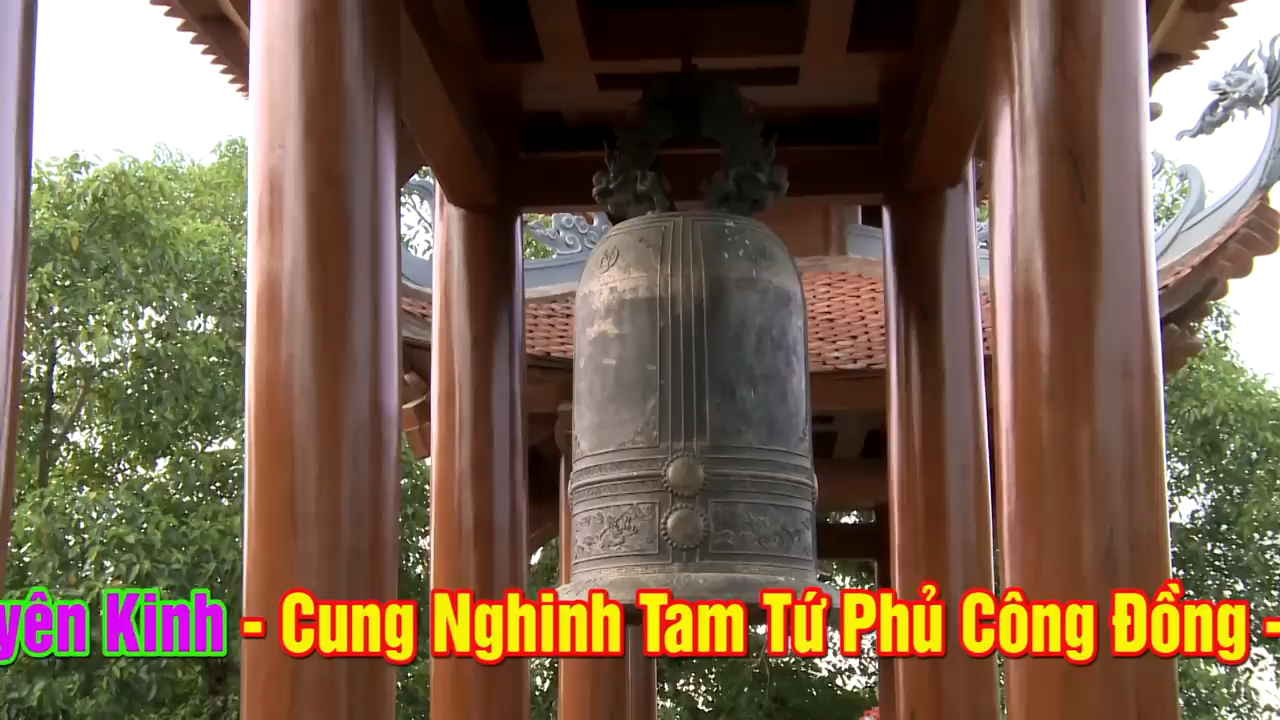 yên Kinh - Cung Nghinh Tam Tứ Phủ Công Đồng -